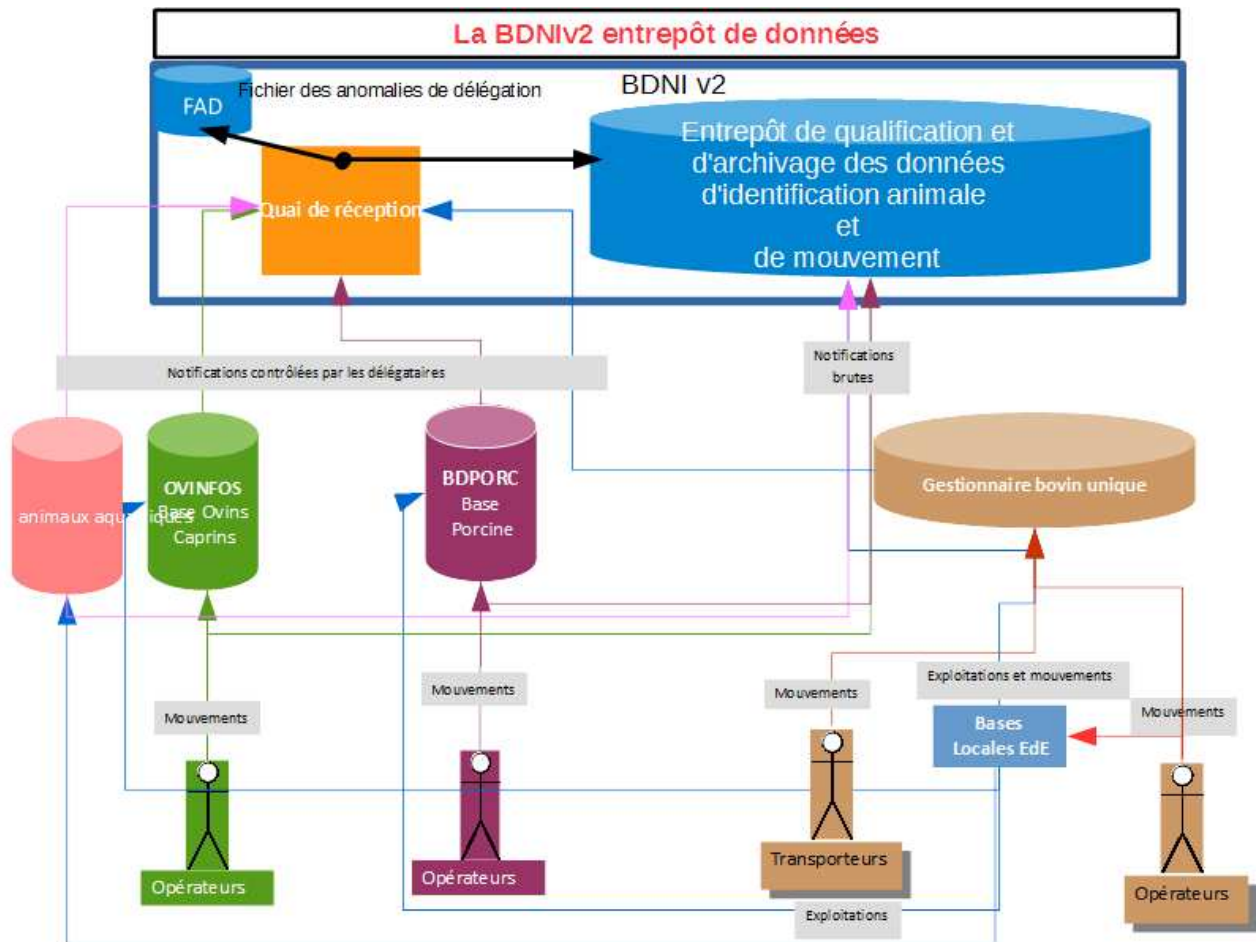 La BDNIv2 entrepôt de données
FAD
Fichier des anomalies de délégation
BDNI v2
Entrepôt de qualification et
d'archivage des données
d'identification animale
et
de mouvement
Quai de réception
Notifications contrôlées par les délégataires
Notifications
brutes
animaux aquatiques
OVINFOS
Base Ovins
Caprins
BDPORC
Base
Porcine
Gestionnaire bovin unique
Mouvements
Mouvements
Mouvements
Exploitations et mouvements
Bases
Locales EdE
Mouvements
Opérateurs
Opérateurs
Transporteurs
Opérateurs
Exploitations